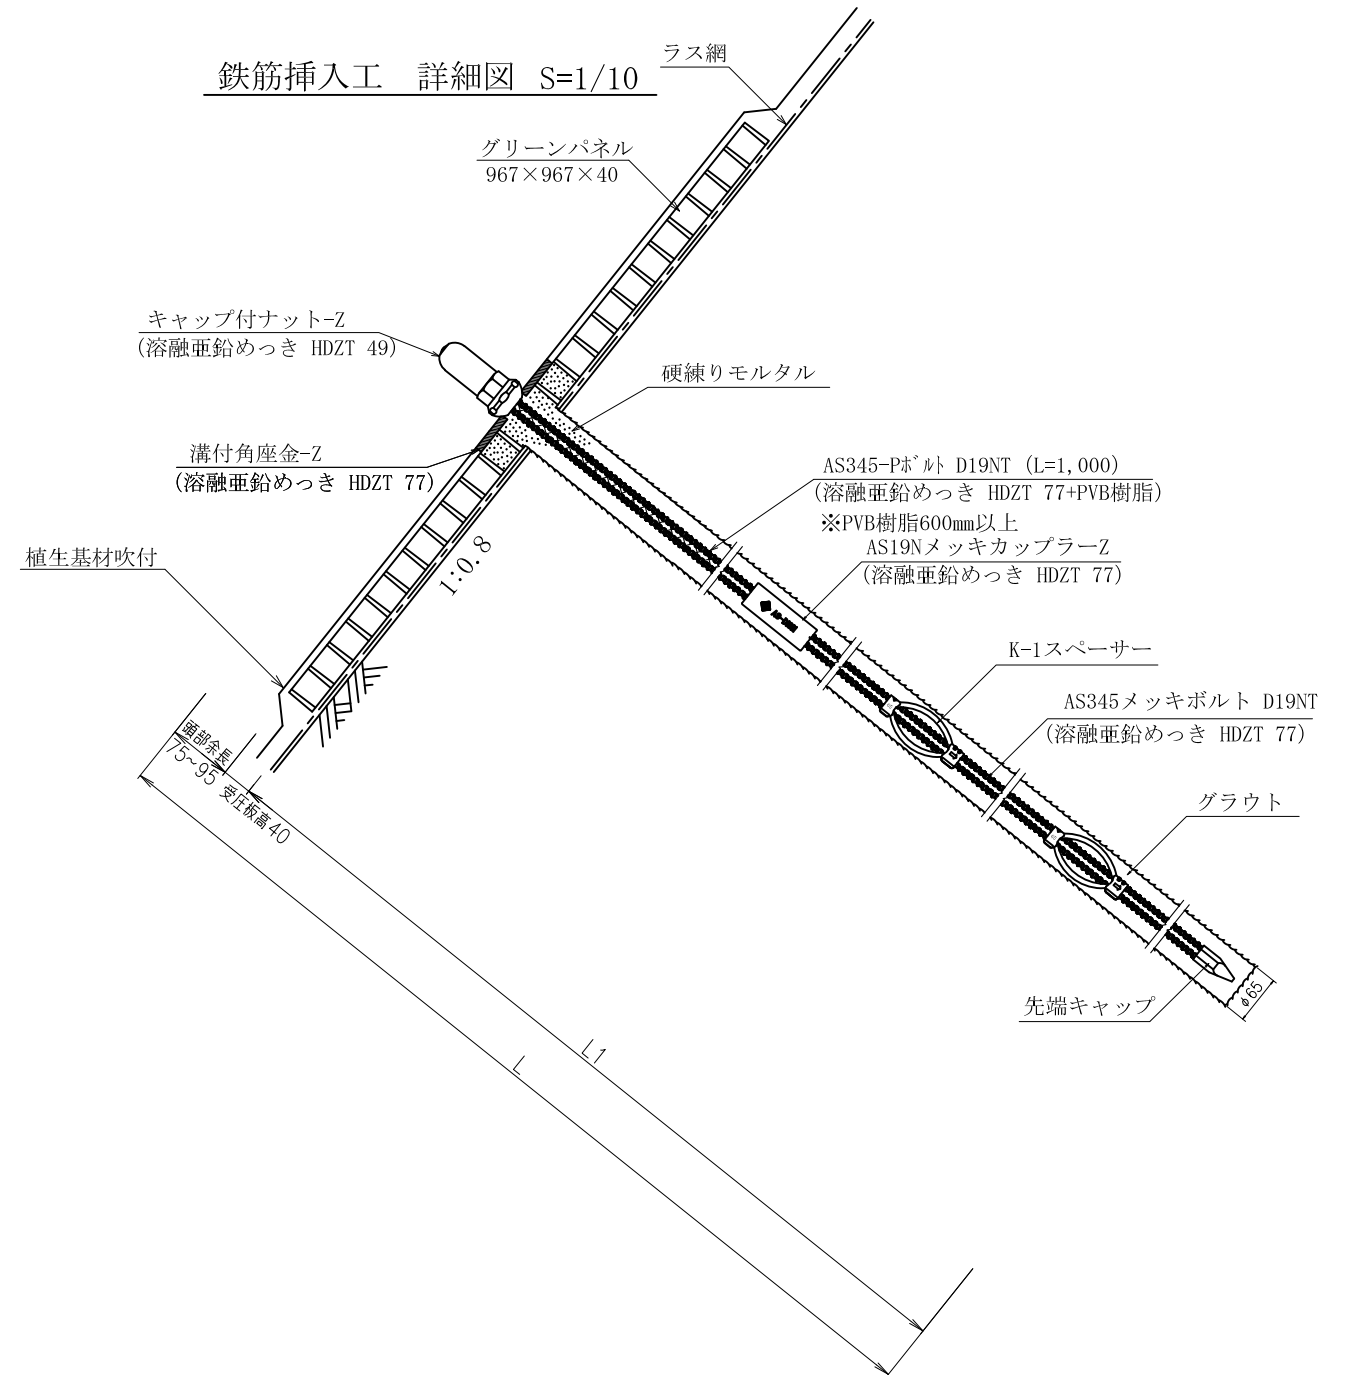 鉄筋挿入工　詳細図　S=1/10
ラス網
グリーンパネル
967×967×40
キャップ付ナット-Z
(溶融亜鉛めっき HDZT 49)
硬練りモルタル
溝付角座金-Z
(溶融亜鉛めっき HDZT 77)
AS345-Pﾎﾞﾙﾄ D19NT (L=1,000)
(溶融亜鉛めっき HDZT 77+PVB樹脂)
※PVB樹脂600mm以上
AS19NメッキカップラーZ
(溶融亜鉛めっき HDZT 77)
植生基材吹付
1:0.8
K-1スペーサー
AS345メッキボルト D19NT
(溶融亜鉛めっき HDZT 77)
頭部余長
75~95
受圧板高40
グラウト
先端キャップ
φ65
L1
L